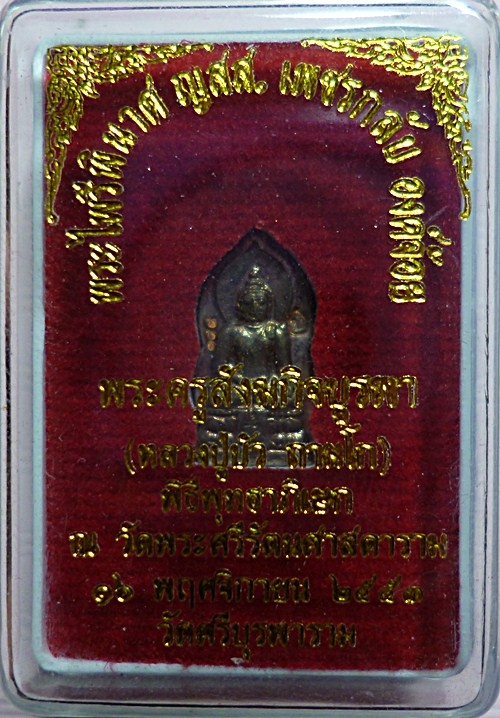 พระไพรีพินาศ ญสส. เพชรกลับ องค์น้อย
พระครูสังฆกิจบูรพา
(หลวงปู่บัว ถามโก)
พิธีพุทธาภิเษก
ณ วัดพระศรีรัตนศาสดาราม
๑๖ พฤศจิกายน ๒๕๕๓
วัดศรีบุรพาราม